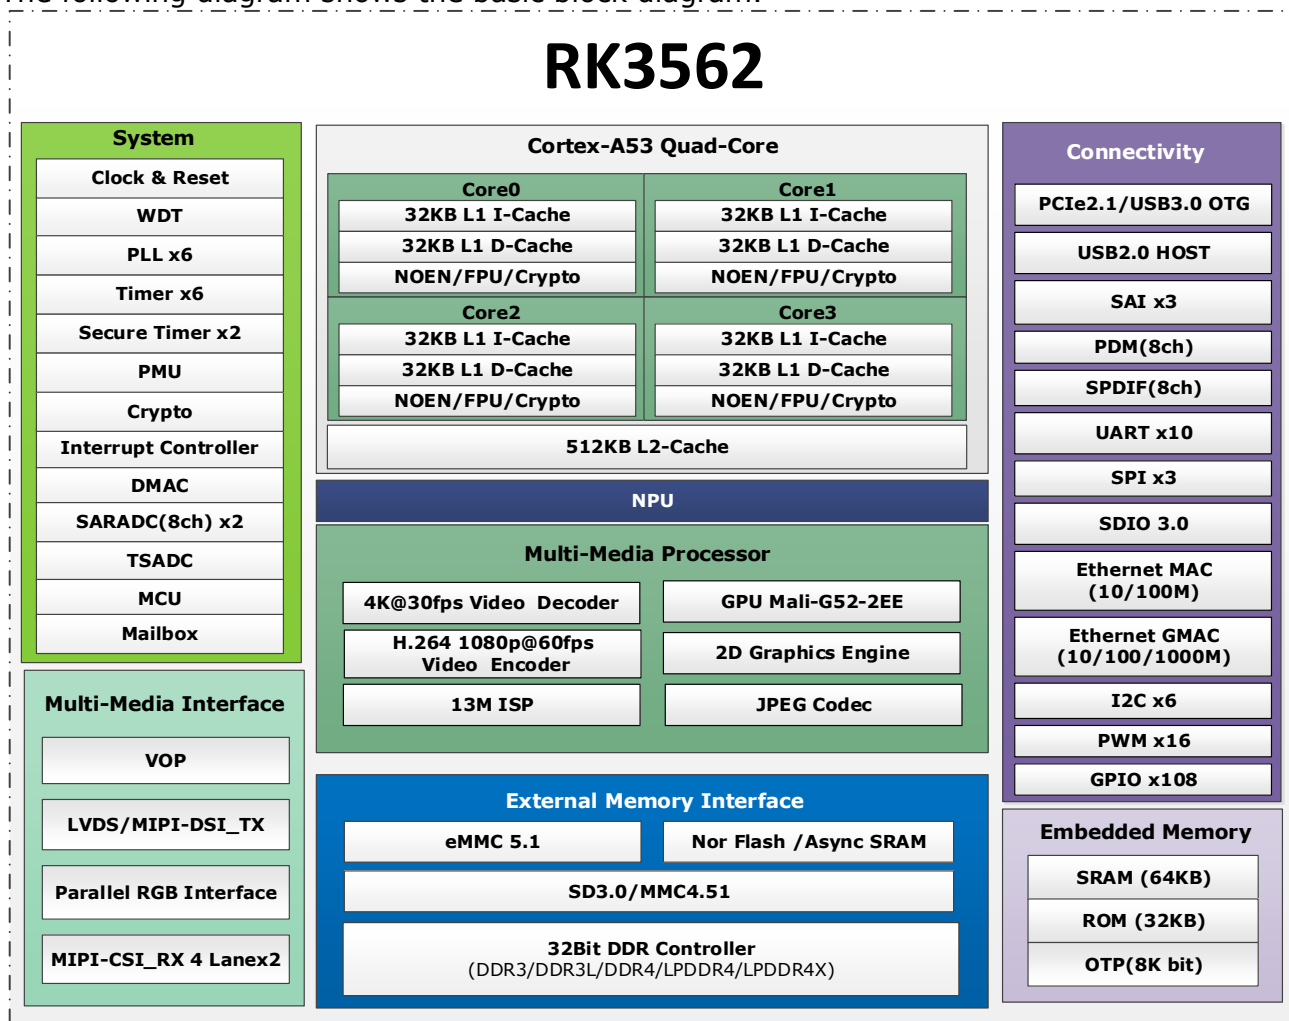 The following diagram shows the basic block diagram.
RK3562
System
Clock & Reset
WDT
PLL x6
Timer x6
Secure Timer x2
PMU
Crypto
Interrupt Controller
DMAC
SARADC(8ch) x2
TSADC
MCU
Mailbox
Multi-Media Interface
VOP
LVDS/MIPI-DSI_TX
Parallel RGB Interface
MIPI-CSI_RX 4 Lanex2
Cortex-A53 Quad-Core
Core0
32KB L1 I-Cache
32KB L1 D-Cache
NOEN/FPU/Crypto
Core1
32KB L1 I-Cache
32KB L1 D-Cache
NOEN/FPU/Crypto
Core2
32KB L1 I-Cache
32KB L1 D-Cache
NOEN/FPU/Crypto
Core3
32KB L1 I-Cache
32KB L1 D-Cache
NOEN/FPU/Crypto
512KB L2-Cache
NPU
Multi-Media Processor
4K@30fps Video Decoder
GPU Mali-G52-2EE
H.264 1080p@60fps
Video Encoder
2D Graphics Engine
13M ISP
JPEG Codec
External Memory Interface
eMMC 5.1
Nor Flash /Async SRAM
SD3.0/MMC4.51
32Bit DDR Controller
(DDR3/DDR3L/DDR4/LPDDR4/LPDDR4X)
Connectivity
PCIe2.1/USB3.0 OTG
USB2.0 HOST
SAI x3
PDM(8ch)
SPDIF(8ch)
UART x10
SPI x3
SDIO 3.0
Ethernet MAC
(10/100M)
Ethernet GMAC
(10/100/1000M)
I2C x6
PWM x16
GPIO x108
Embedded Memory
SRAM (64KB)
ROM (32KB)
OTP(8K bit)